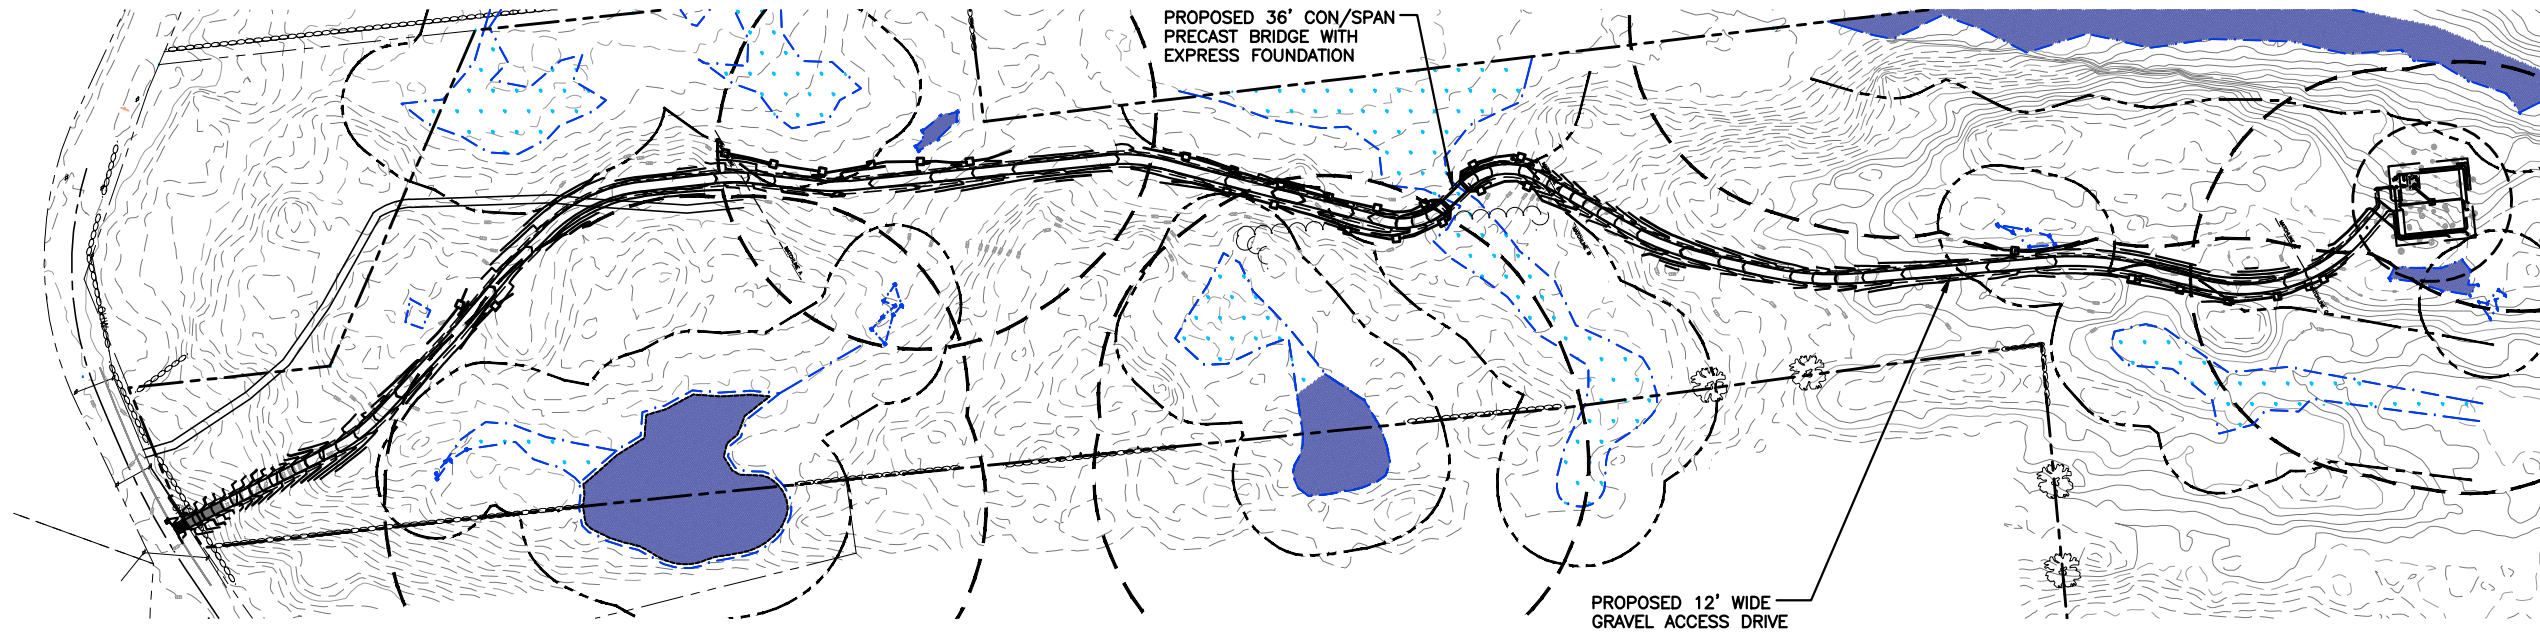 PROPOSED 36' CON/SPAN
PRECAST BRIDGE WITH
EXPRESS FOUNDATION
PROPOSED 12' WIDE
GRAVEL ACCESS DRIVE